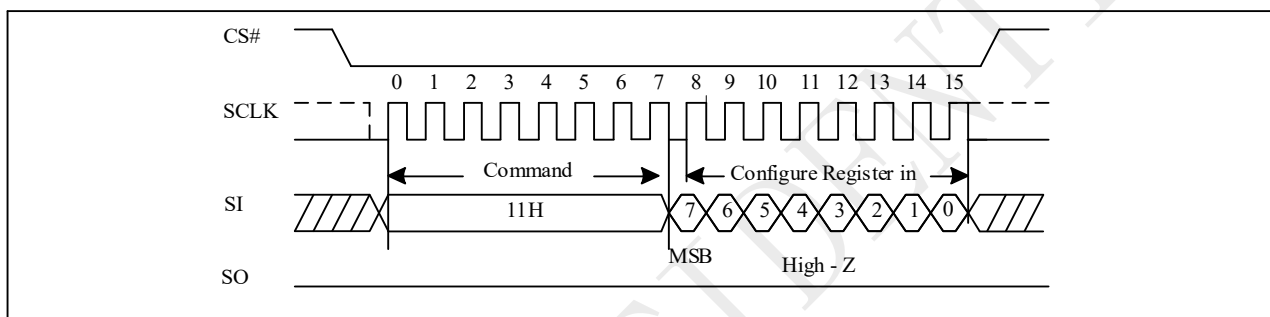 CS#
0 1 2 3 4 5 6 7 8 9 10 11 12 13 14 15
SCLK
Command
Configure Register in
SI
11H
7 6 5 4 3 2 1 0
MSB
High - Z
SO